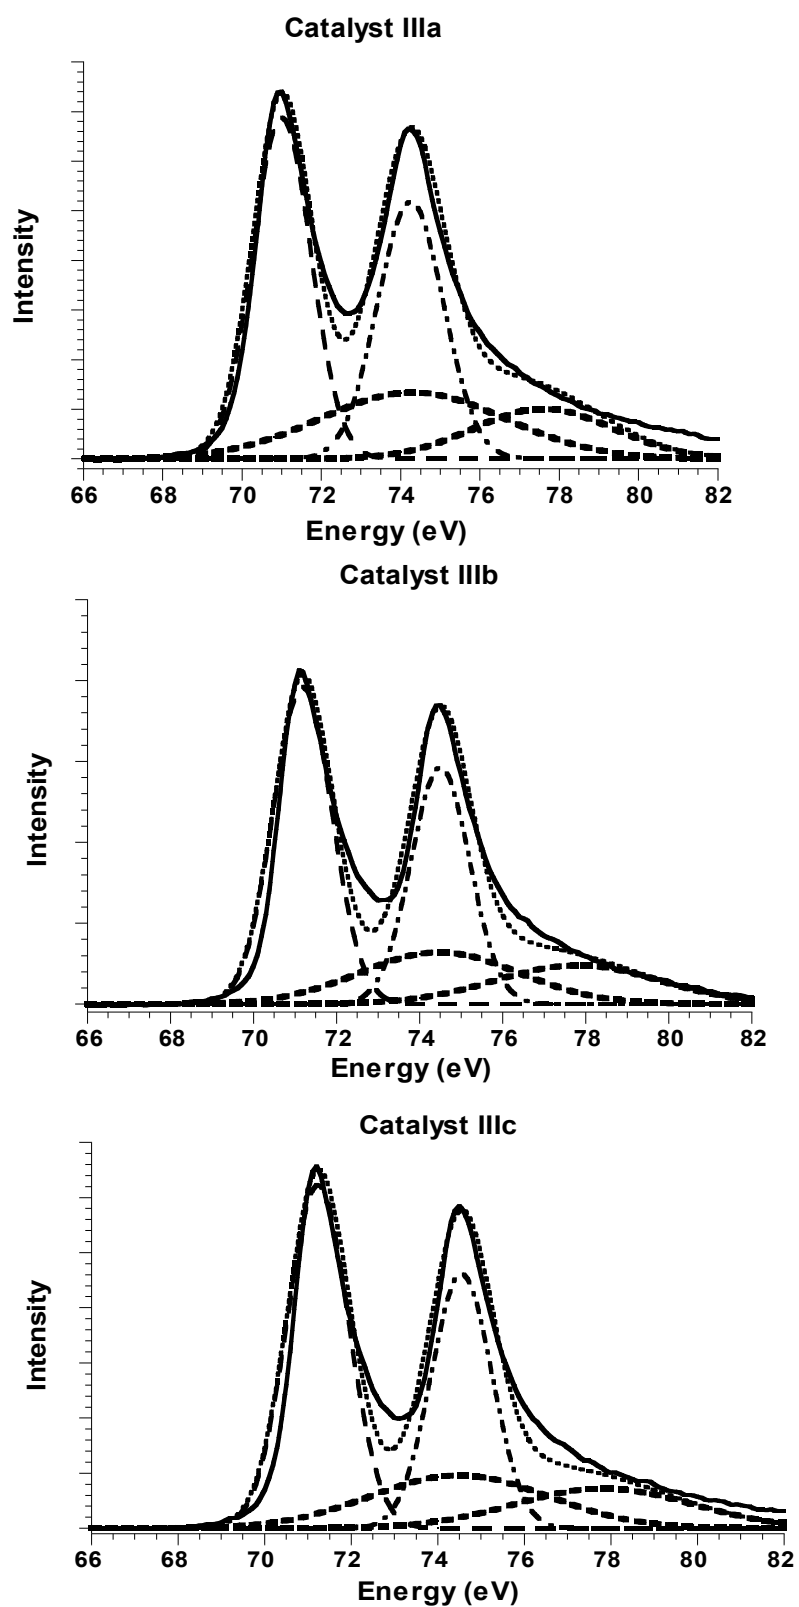 Catalyst IIIa
Intensity
66 68 70 72 74 76 78 80 82
Energy (eV)
Catalyst IIIb
Intensity
66 68 70 72 74 76 78 80 82
Energy (eV)
Catalyst IIIc
Intensity
66 68 70 72 74 76 78 80 82
Energy (eV)